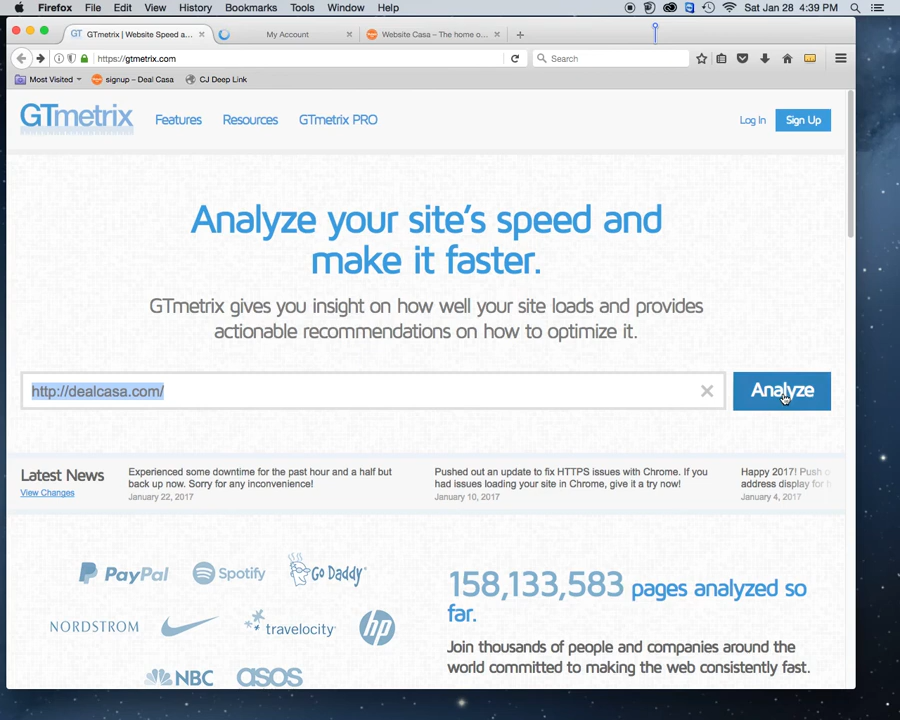 Firefox File Edit View History Bookmarks Tools Window Help Sat Jan 28 4:39 PM
GT GTmetrix | Website Speed a... × My Account × Website Casa – The home o... × +
https://gtmetrix.com Search
Most Visited signup – Deal Casa CJ Deep Link
GTmetrix Features Resources GTmetrix PRO Log In Sign Up
Analyze your site's speed and
make it faster.
GTmetrix gives you insight on how well your site loads and provides
actionable recommendations on how to optimize it.
http://dealcasa.com/ × Analyze
Latest News
View Changes
Experienced some downtime for the past hour and a half but
back up now. Sorry for any inconvenience!
January 22, 2017
Pushed out an update to fix HTTPS issues with Chrome. If you
had issues loading your site in Chrome, give it a try now!
January 10, 2017
Happy 2017! Push
address display for
January 4, 2017
PayPal Spotify Go Daddy
NORDSTROM travelocity hp
NBC asos
158,133,583 pages analyzed so
far.
Join thousands of people and companies around the
world committed to making the web consistently fast.